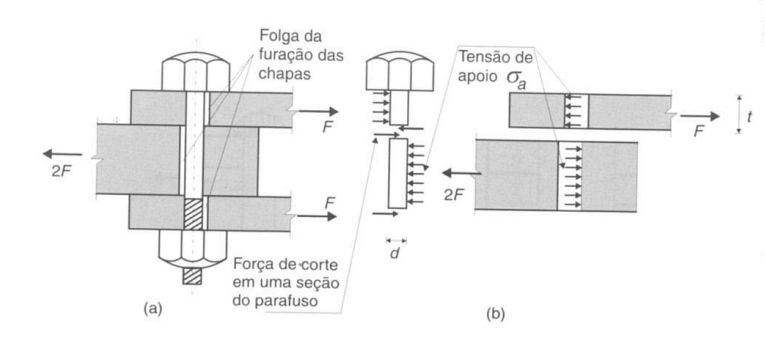 Folga da
furação das
chapas
F
2F
F
Força de corte
em uma seção
do parafuso
(a)
Tensão de
apoio σa
d
2F
F
t
(b)